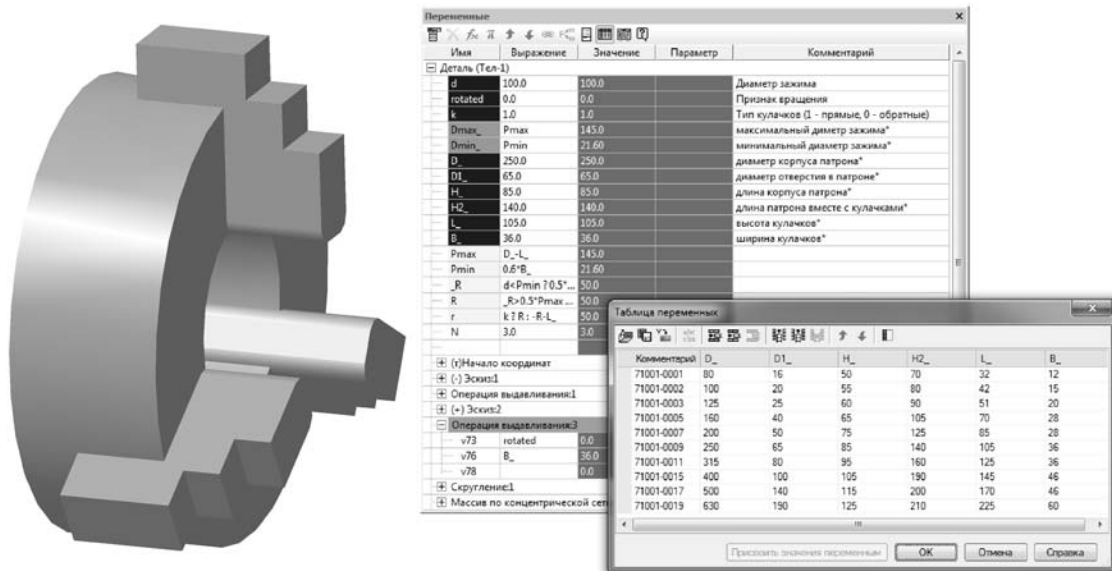 Переменные
Имя Выражение Значение Параметр Комментарий
Деталь (Тел-1)
d 100.0 100.0 Диаметр зажима
rotated 0.0 0.0 Признак вращения
k 1.0 1.0 Тип кулачков (1 - прямые, 0 - обратные)
Dmax_ Pmax 145.0 максимальный диметр зажима*
Dmin_ Pmin 21.60 минимальный диаметр зажима*
D_ 250.0 250.0 диаметр корпуса патрона*
D1_ 65.0 65.0 диаметр отверстия в патроне*
H_ 85.0 85.0 длина корпуса патрона*
H2_ 140.0 140.0 длина патрона вместе с кулачками*
L_ 105.0 105.0 высота кулачков*
B_ 36.0 36.0 ширина кулачков*
Pmax D_-L_ 145.0
Pmin 0.6*B_ 21.60
_R d<Pmin ? 0.5*... 50.0
R _R>0.5*Pmax ... 50.0
r k ? R : -R-L_ 50.0
N 3.0 3.0
(т)Начало координат
(-) Эскиз:1
Операция выдавливания:1
(+) Эскиз:2
Операция выдавливания:3
v73 rotated 0.0
v76 B_ 36.0
v78 0.0
Скругление:1
Массив по концентрической сет
Таблица переменных
Комментарий D_ D1_ H_ H2_ L_ B_
71001-0001 80 16 50 70 32 12
71001-0002 100 20 55 80 42 15
71001-0003 125 25 60 90 51 20
71001-0005 160 40 65 105 70 28
71001-0007 200 50 75 125 85 28
71001-0009 250 65 85 140 105 36
71001-0011 315 80 95 160 125 36
71001-0015 400 100 105 190 145 46
71001-0017 500 140 115 200 170 46
71001-0019 630 190 125 210 225 60
Присвоить значения переменным OK Отмена Справка